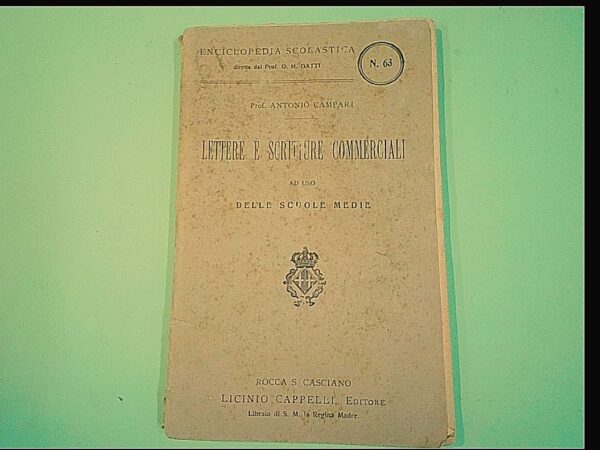 ENCICLOPEDIA SCOLASTICA
diretta dal Prof. G. M. GATTI
N. 63
Prof. ANTONIO CAMPARI
LETTERE E SCRITTURE COMMERCIALI
AD USO
DELLE SCUOLE MEDIE
ROCCA S. CASCIANO
LICINIO CAPPELLI, EDITORE
Libraio di S. M. la Regina Madre.